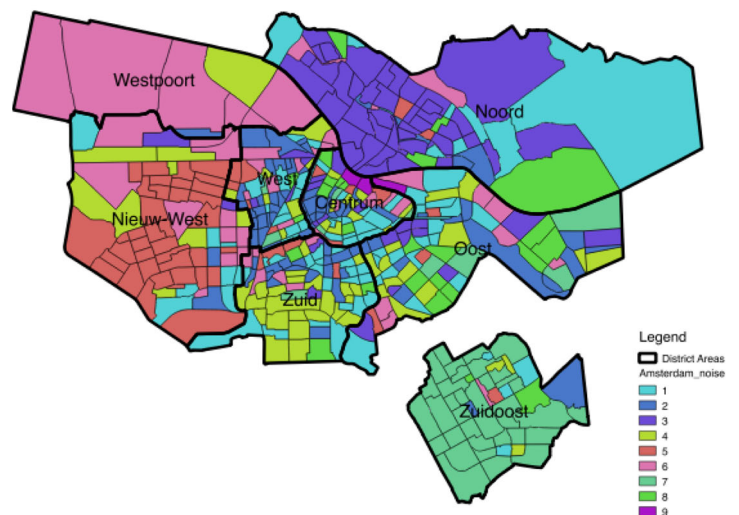 Westpoort
Noord
West
Nieuw-West
Centrum
Oost
Zuid
Zuidoost
Legend
District Areas
Amsterdam_noise
1
2
3
4
5
6
7
8
9